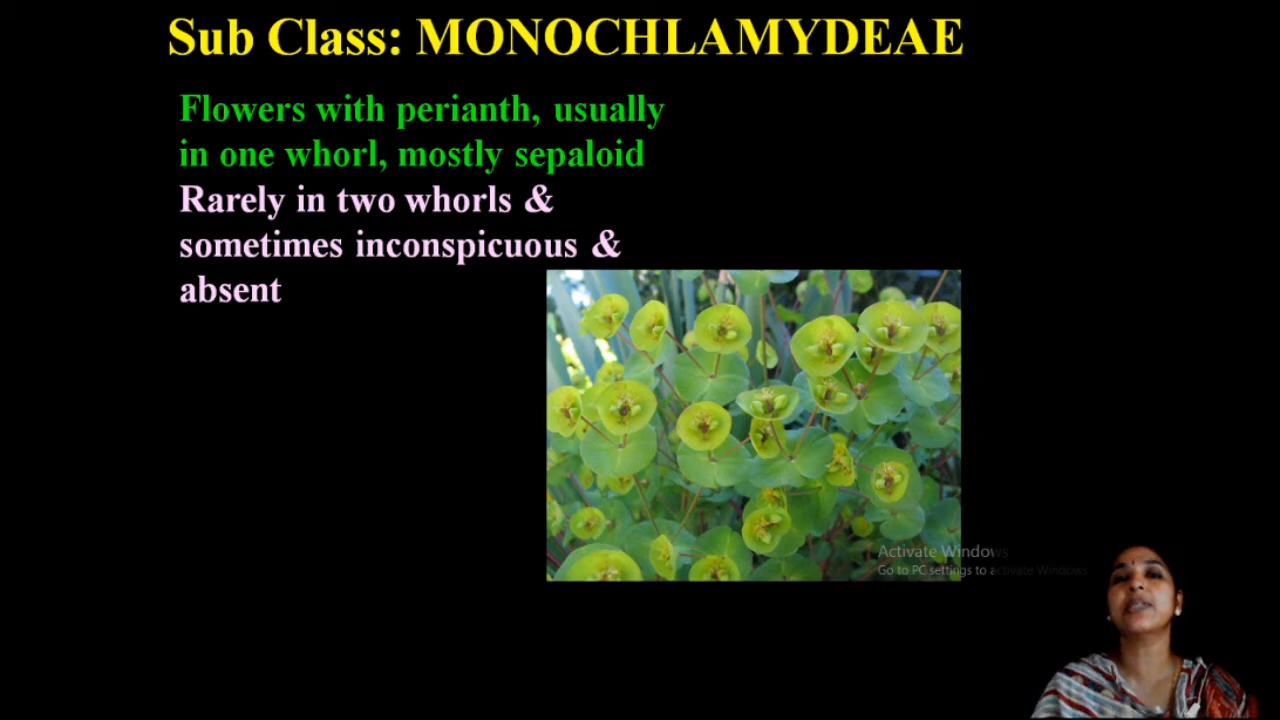 Sub Class: MONOCHLAMYDEAE
Flowers with perianth, usually
in one whorl, mostly sepaloid
Rarely in two whorls &
sometimes inconspicuous &
absent
Activate Windows
Go to PC settings to activate Windows